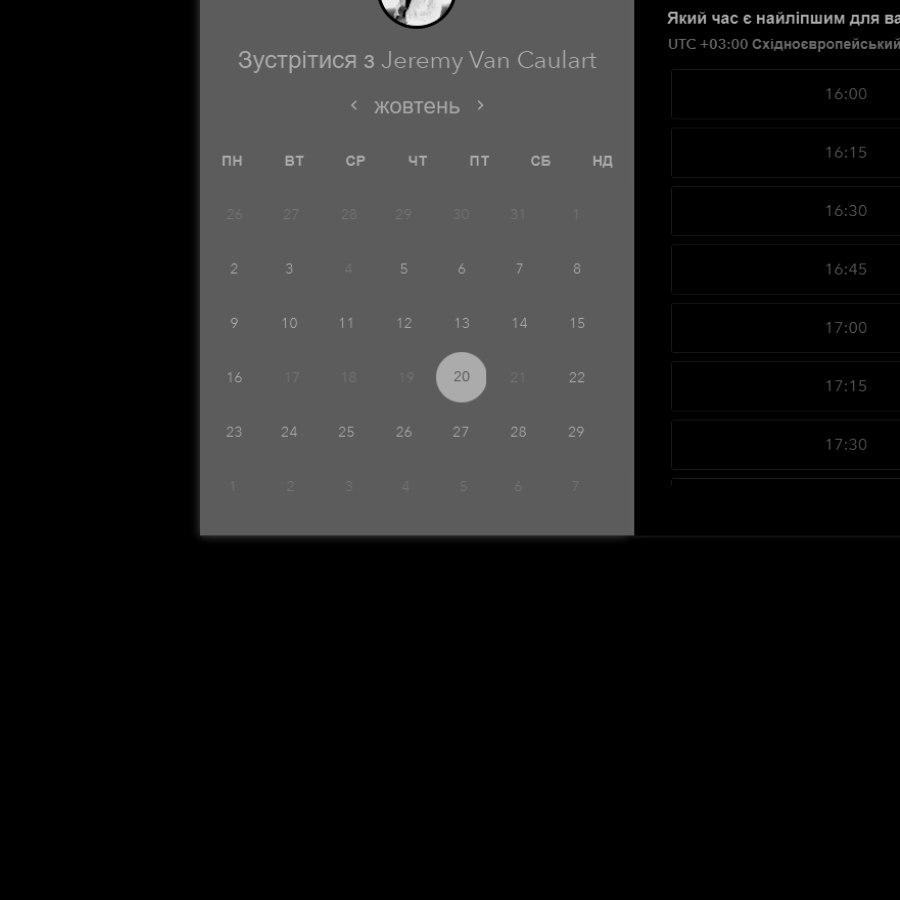 Зустрітися з Jeremy Van Caulart
жовтень
ПН ВТ СР ЧТ ПТ СБ НД
26 27 28 29 30 31 1
2 3 4 5 6 7 8
9 10 11 12 13 14 15
16 17 18 19 20 21 22
23 24 25 26 27 28 29
1 2 3 4 5 6 7
Який час є найліпшим для ва
UTC +03:00 Східноєвропейський
16:00
16:15
16:30
16:45
17:00
17:15
17:30